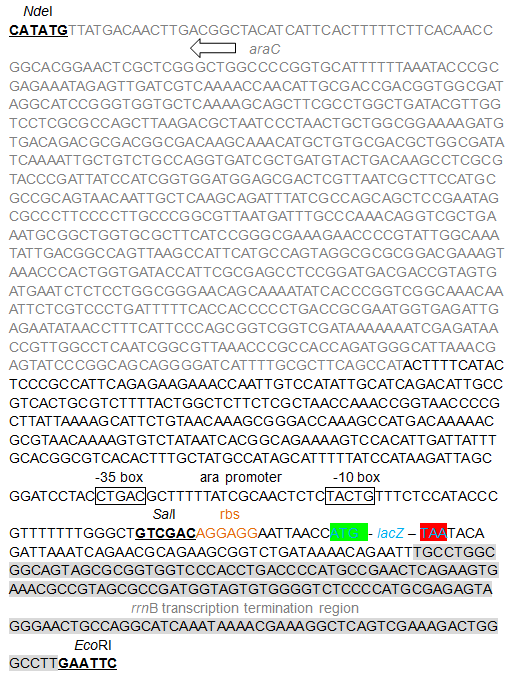 NdeI
CATATGTTATGACAACTTGACGGCTACATCATTCACTTTTTCTTCACAACC
araC
GGCACGGAACTCGCTCGGGCTGGCCCCGGTGCATTTTTTAAATACCCGC
GAGAAATAGAGTTGATCGTCAAAACCAACATTGCGACCGACGGTGGCGAT
AGGCATCCGGGTGGTGCTCAAAAGCAGCTTCGCCTGGCTGATACGTTGG
TCCTCGCGCCAGCTTAAGACGCTAATCCCTAACTGCTGGCGGAAAAGATG
TGACAGACGCGACGGCGACAAGCAAACATGCTGTGCGACGCTGGCGATA
TCAAAATTGCTGTCTGCCAGGTGATCGCTGATGTACTGACAAGCCTCGCG
TACCCGATTATCCATCGGTGGATGGAGCGACTCGTTAATCGCTTCCATGC
GCCGCAGTAACAATTGCTCAAGCAGATTTATCGCCAGCAGCTCCGAATAG
CGCCCTTCCCCTTGCCCGGCGTTAATGATTTGCCCAAACAGGTCGCTGA
AATGCGGCTGGTGCGCTTCATCCGGGCGAAAGAACCCCGTATTGGCAAA
TATTGACGGCCAGTTAAGCCATTCATGCCAGTAGGCGCGCGGACGAAAGT
AAACCCACTGGTGATACCATTCGCGAGCCTCCGGATGACGACCGTAGTG
ATGAATCTCTCCTGGCGGGAACAGCAAAATATCACCCGGTCGGCAAACAA
ATTCTCGTCCCTGATTTTTCACCACCCCCTGACCGCGAATGGTGAGATTG
AGAATATAACCTTTCATTCCCAGCGGTCGGTCGATAAAAAAATCGAGATAA
CCGTTGGCCTCAATCGGCGTTAAACCCGCCACCAGATGGGCATTAAACG
AGTATCCCGGCAGCAGGGGATCATTTTGCGCTTCAGCCATACTTTTCATAC
TCCCGCCATTCAGAGAAGAAACCAATTGTCCATATTGCATCAGACATTGCC
GTCACTGCGTCTTTTACTGGCTCTTCTCGCTAACCAAACCGGTAACCCCG
CTTATTAAAAGCATTCTGTAACAAAGCGGGACCAAAGCCATGACAAAAAC
GCGTAACAAAAGTGTCTATAATCACGGCAGAAAAGTCCACATTGATTATTT
GCACGGCGTCACACTTTGCTATGCCATAGCATTTTTATCCATAAGATTAGC
-35 box ara promoter -10 box
GGATCCTACCTGACGCTTTTTATCGCAACTCTCTACTGTTTCTCCATACCC
SalI rbs
GTTTTTTTGGGCTGTCGACAGGAGGAATTAACCATG - lacZ – TAATACA
GATTAAATCAGAACGCAGAAGCGGTCTGATAAAACAGAATTTGCCTGGC
GGCAGTAGCGCGGTGGTCCCACCTGACCCCATGCCGAACTCAGAAGTG
AAACGCCGTAGCGCCGATGGTAGTGTGGGGTCTCCCCATGCGAGAGTA
rrnB transcription termination region
GGGAACTGCCAGGCATCAAATAAAACGAAAGGCTCAGTCGAAAGACTGG
EcoRI
GCCTTGAATTC